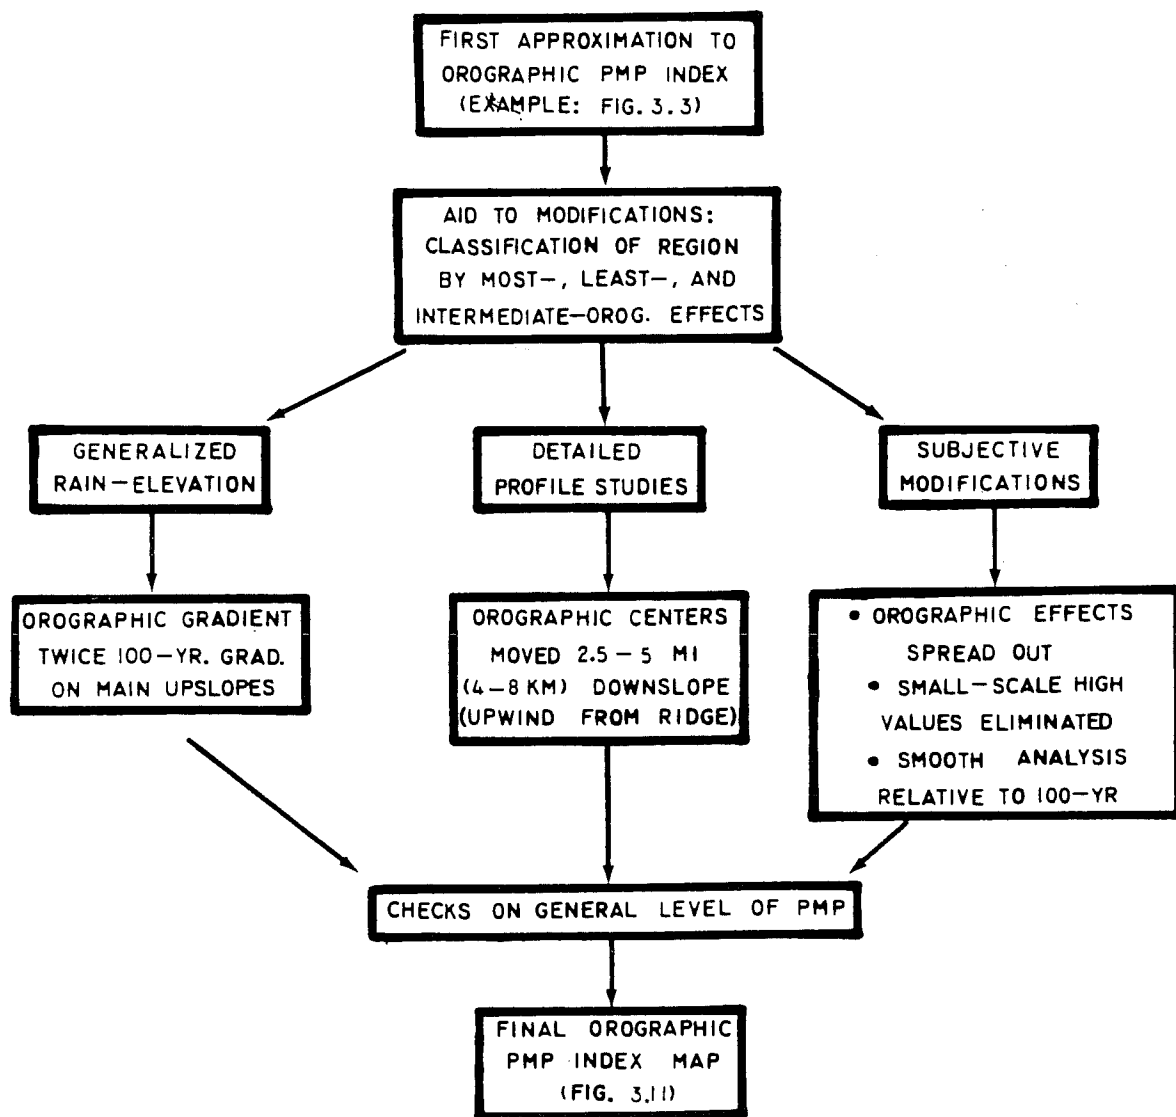 FIRST APPROXIMATION TO
OROGRAPHIC PMP INDEX
(EXAMPLE: FIG. 3.3)
AID TO MODIFICATIONS:
CLASSIFICATION OF REGION
BY MOST—, LEAST—, AND
INTERMEDIATE—OROG. EFFECTS
GENERALIZED
RAIN—ELEVATION
DETAILED
PROFILE STUDIES
SUBJECTIVE
MODIFICATIONS
OROGRAPHIC GRADIENT
TWICE 100—YR. GRAD.
ON MAIN UPSLOPES
OROGRAPHIC CENTERS
MOVED 2.5—5 MI
(4—8 KM) DOWNSLOPE
(UPWIND FROM RIDGE)
• OROGRAPHIC EFFECTS
SPREAD OUT
• SMALL—SCALE HIGH
VALUES ELIMINATED
• SMOOTH ANALYSIS
RELATIVE TO 100—YR
CHECKS ON GENERAL LEVEL OF PMP
FINAL OROGRAPHIC
PMP INDEX MAP
(FIG. 3.11)